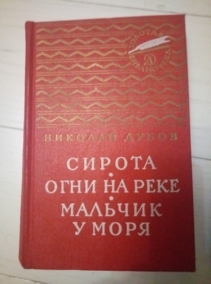 НИКОЛАЙ ДУБОВ
СИРОТА
ОГНИ НА РЕКЕ
МАЛЬЧИК
У МОРЯ